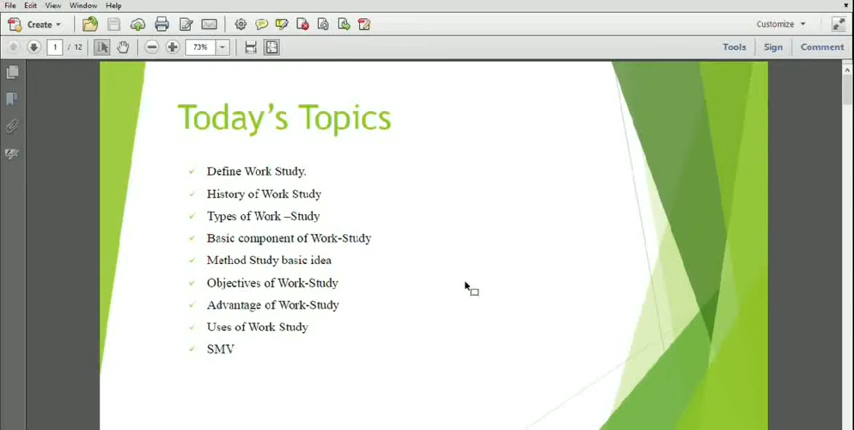 File Edit View Window Help
Create Customize
1 / 12 73% Tools Sign Comment
Today's Topics
Define Work Study.
History of Work Study
Types of Work –Study
Basic component of Work-Study
Method Study basic idea
Objectives of Work-Study
Advantage of Work-Study
Uses of Work Study
SMV